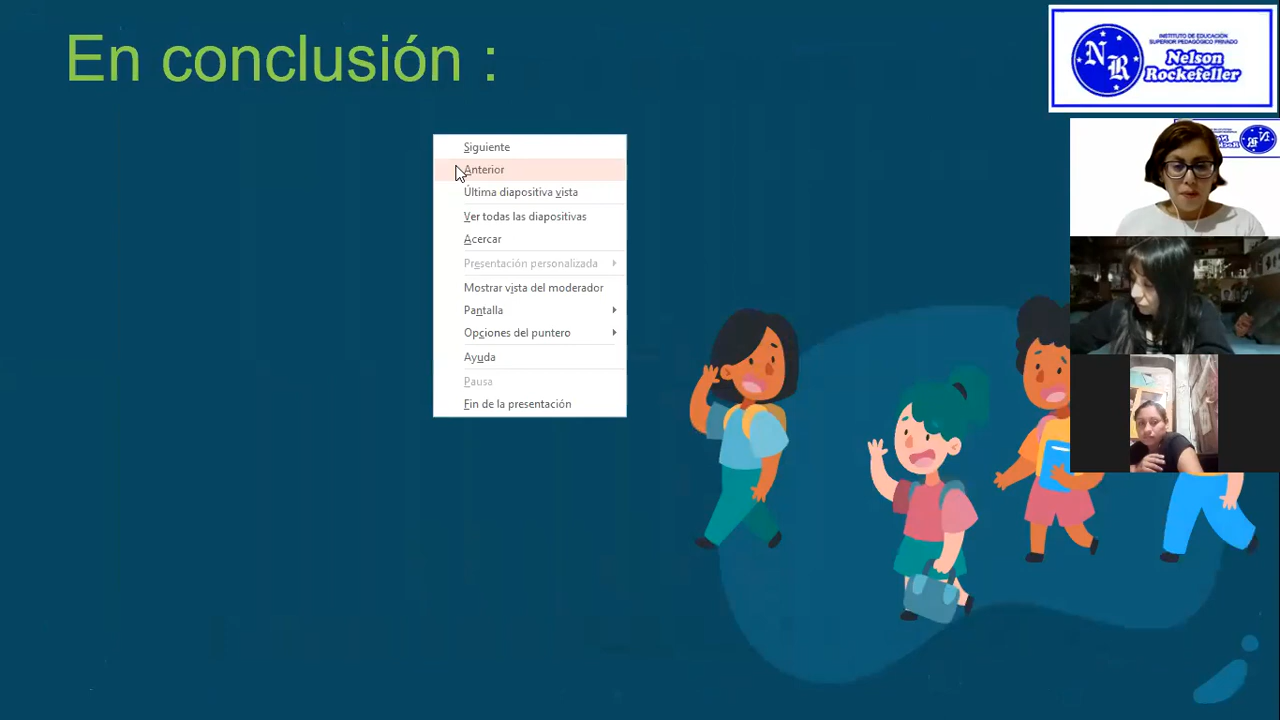 En conclusión :
INSTITUTO DE EDUCACIÓN
SUPERIOR PEDAGÓGICO PRIVADO
NR
Nelson
Rockefeller
Siguiente
Anterior
Última diapositiva vista
Ver todas las diapositivas
Acercar
Presentación personalizada
Mostrar vista del moderador
Pantalla
Opciones del puntero
Ayuda
Pausa
Fin de la presentación